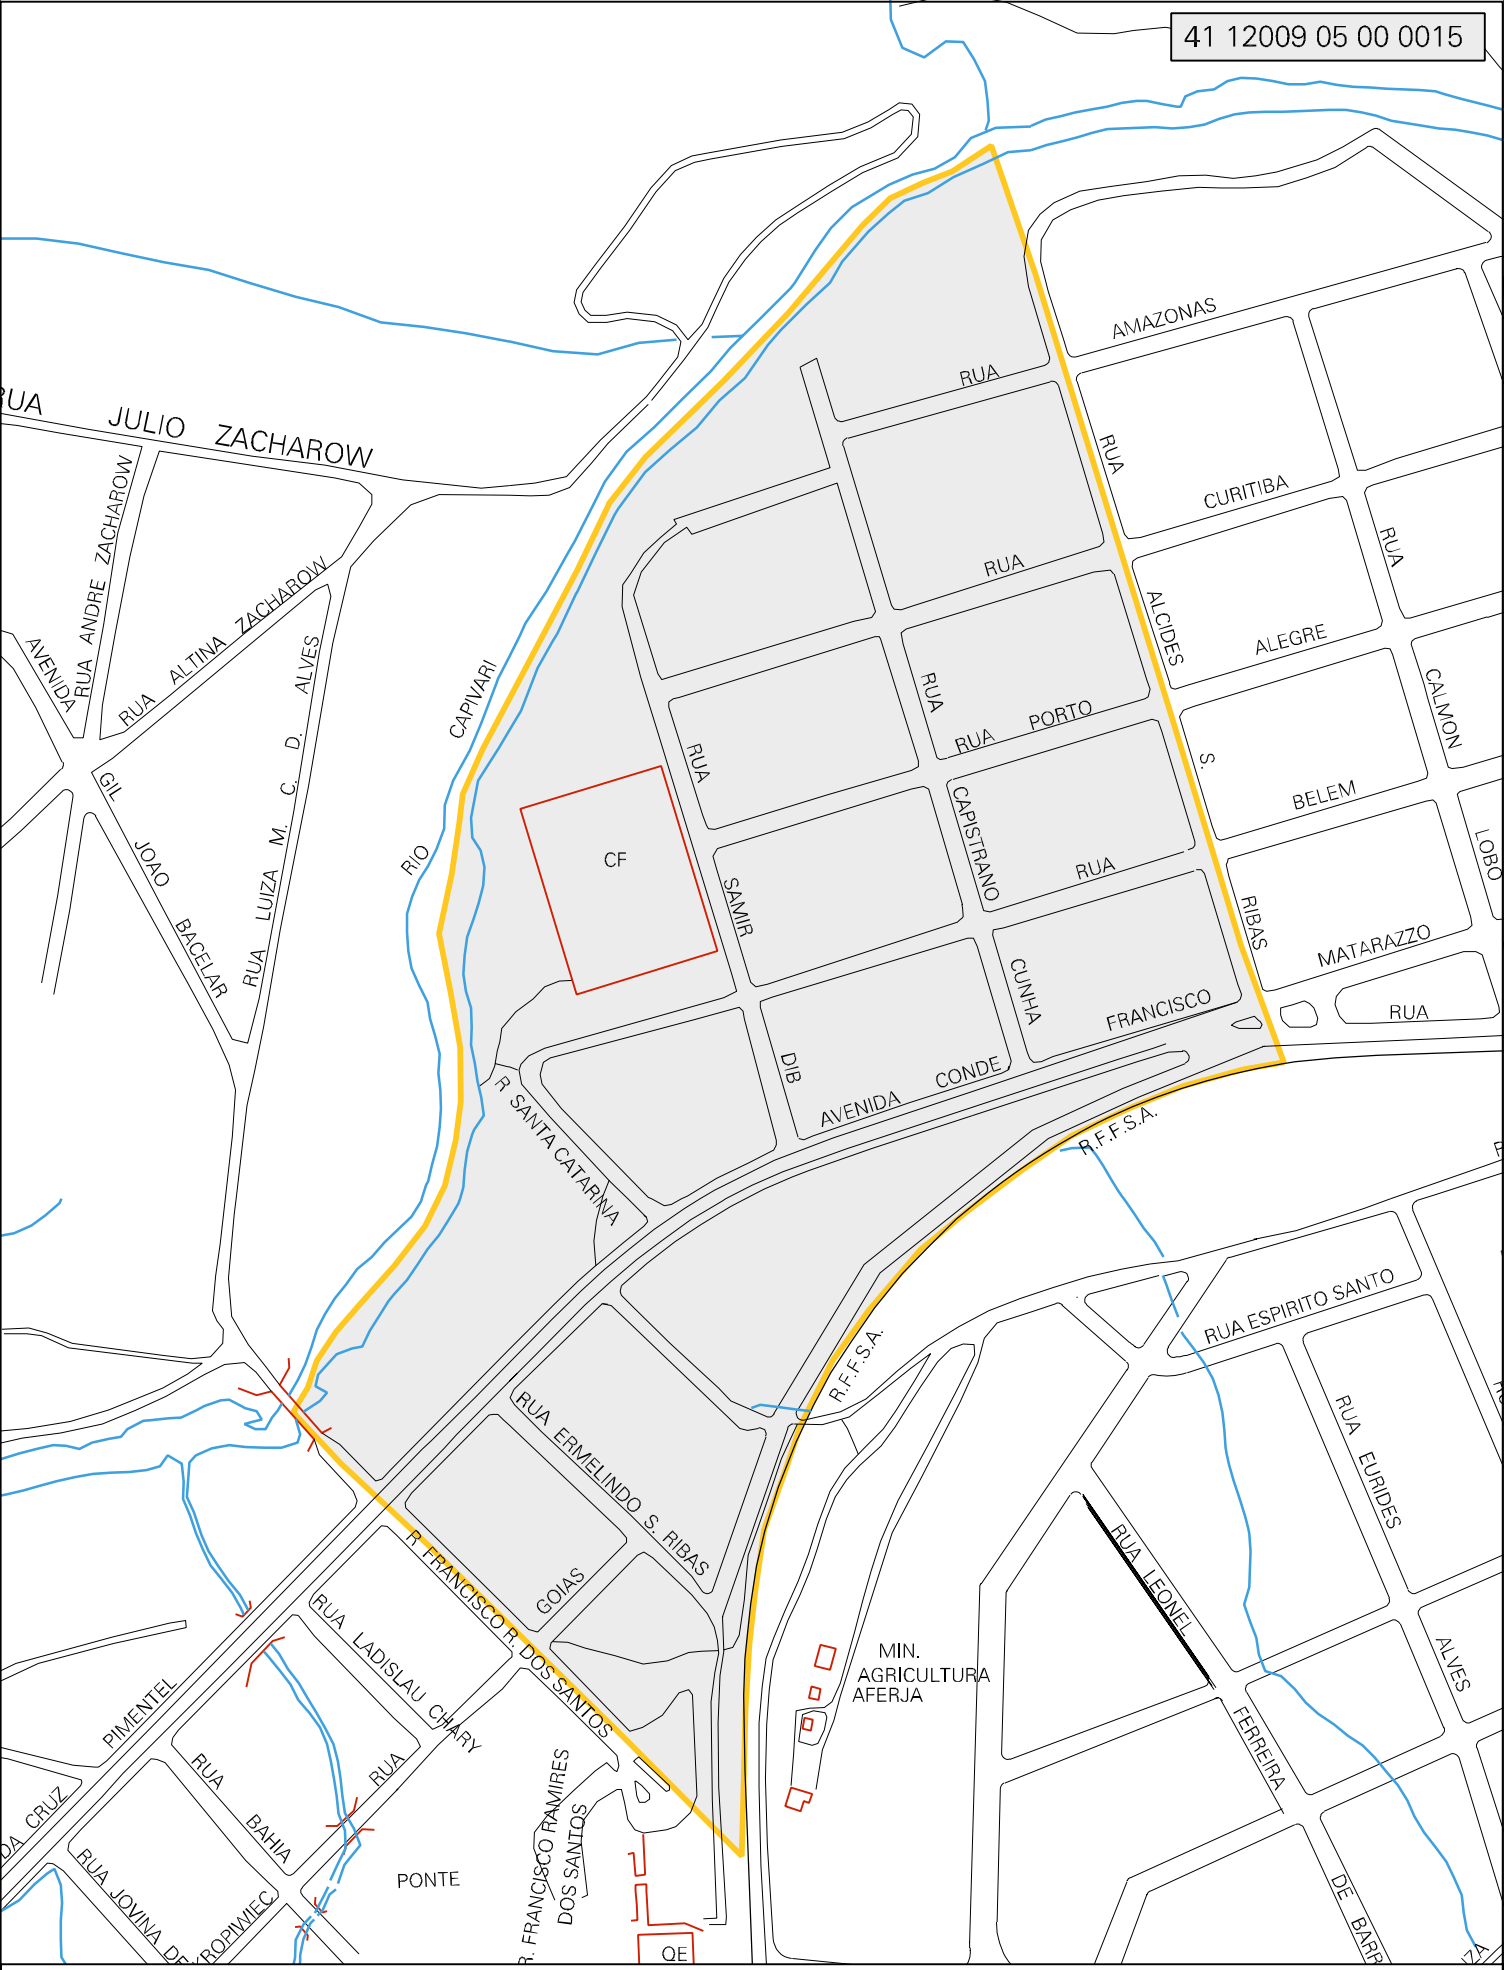 41 12009 05 00 0015
AMAZONAS
RUA
RUA JULIO ZACHAROW
RUA
CURITIBA
RUA ANDRE ZACHAROW
RUA
RUA
RUA ALTINA ZACHAROW
ALCIDES
ALEGRE
AVENIDA
RUA LUIZA M. C. D. ALVES
RIO CAPIVARI
RUA
CALMON
RUA PORTO
RUA
S.
GIL JOAO BACELAR
BELEM
CAPISTRANO
LOBO
CF
RUA
SAMIR
RIBAS
MATARAZZO
CUNHA
FRANCISCO
RUA
DIB
AVENIDA CONDE
R SANTA CATARINA
R.F.F.S.A.
RUA ESPIRITO SANTO
R.F.F.S.A.
RUA ERMELINDO S. RIBAS
RUA EURIDES
R FRANCISCO R. DOS SANTOS
GOIAS
RUA LEONEL
RUA LADISLAU CHARY
MIN.
AGRICULTURA
AFERJA
ALVES
PIMENTEL
FERREIRA
RUA
RUA BAHIA
R. FRANCISCO RAMIRES
DOS SANTOS
DA CRUZ
PONTE
RUA JOVINA DE
KROPIWIEC
DE BARR
QE
ZA